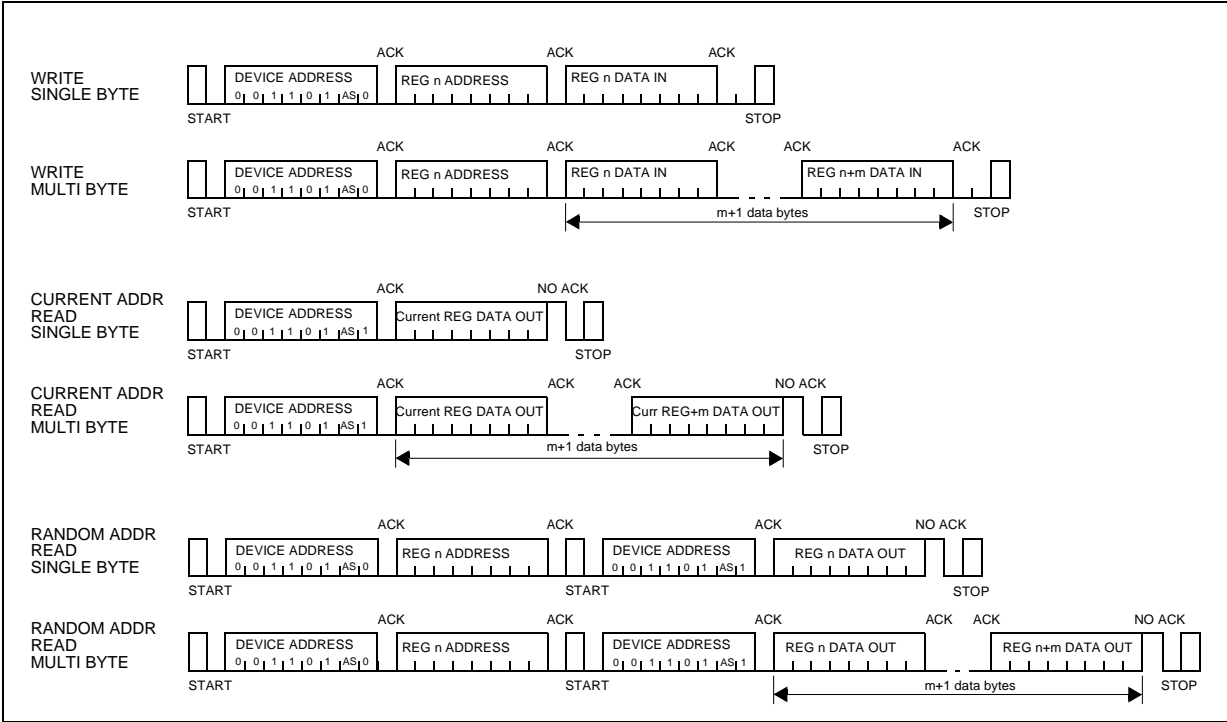 ACK ACK ACK
WRITE
SINGLE BYTE
DEVICE ADDRESS REG n ADDRESS REG n DATA IN
0 0 1 1 0 1 AS 0
START STOP
ACK ACK ACK ACK ACK
WRITE
MULTI BYTE
DEVICE ADDRESS REG n ADDRESS REG n DATA IN REG n+m DATA IN
0 0 1 1 0 1 AS 0
START m+1 data bytes STOP
ACK NO ACK
CURRENT ADDR
READ
SINGLE BYTE
DEVICE ADDRESS Current REG DATA OUT
0 0 1 1 0 1 AS 1
START STOP
ACK ACK ACK NO ACK
CURRENT ADDR
READ
MULTI BYTE
DEVICE ADDRESS Current REG DATA OUT Curr REG+m DATA OUT
0 0 1 1 0 1 AS 1
START m+1 data bytes STOP
ACK ACK ACK NO ACK
RANDOM ADDR
READ
SINGLE BYTE
DEVICE ADDRESS REG n ADDRESS DEVICE ADDRESS REG n DATA OUT
0 0 1 1 0 1 AS 0 0 0 1 1 0 1 AS 1
START START STOP
ACK ACK ACK ACK ACK NO ACK
RANDOM ADDR
READ
MULTI BYTE
DEVICE ADDRESS REG n ADDRESS DEVICE ADDRESS REG n DATA OUT REG n+m DATA OUT
0 0 1 1 0 1 AS 0 0 0 1 1 0 1 AS 1
START START m+1 data bytes STOP